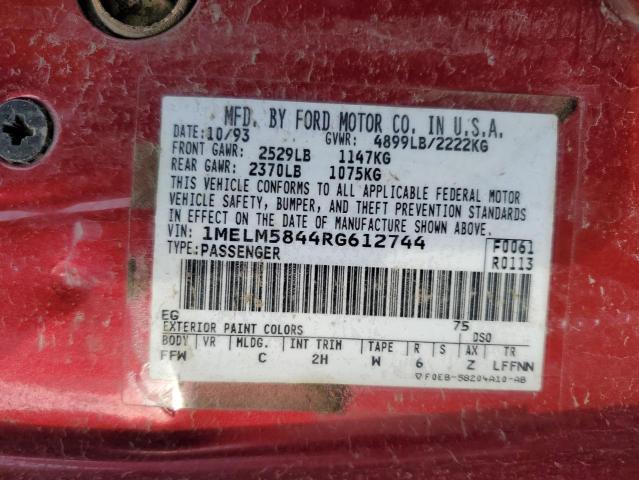 MFD. BY FORD MOTOR CO. IN U.S.A.
DATE: 10/93 GVWR: 4899LB/2222KG
FRONT GAWR: 2529LB 1147KG
REAR GAWR: 2370LB 1075KG
THIS VEHICLE CONFORMS TO ALL APPLICABLE FEDERAL MOTOR
VEHICLE SAFETY, BUMPER, AND THEFT PREVENTION STANDARDS
IN EFFECT ON THE DATE OF MANUFACTURE SHOWN ABOVE.
VIN: 1MELM5844RG612744 F0061
TYPE: PASSENGER R0113
EG 75
EXTERIOR PAINT COLORS DSO
BODY VR MLDG. INT TRIM TAPE R S AX TR
FFW C 2H W 6 Z LFFNN
▽F0EB-58204A10-AB